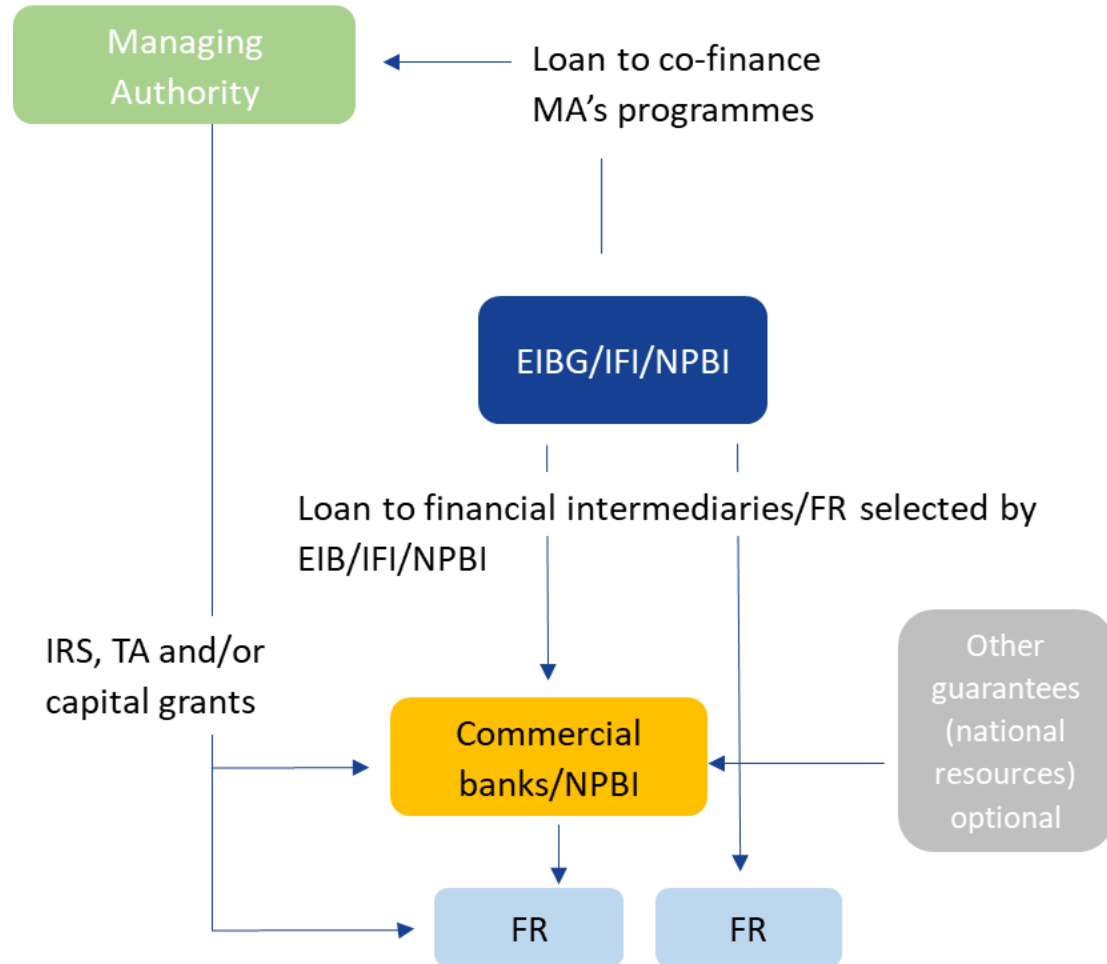 Managing
Authority
Loan to co-finance
MA's programmes
EIBG/IFI/NPBI
Loan to financial intermediaries/FR selected by
EIB/IFI/NPBI
IRS, TA and/or
capital grants
Other
guarantees
(national
resources)
optional
Commercial
banks/NPBI
FR
FR